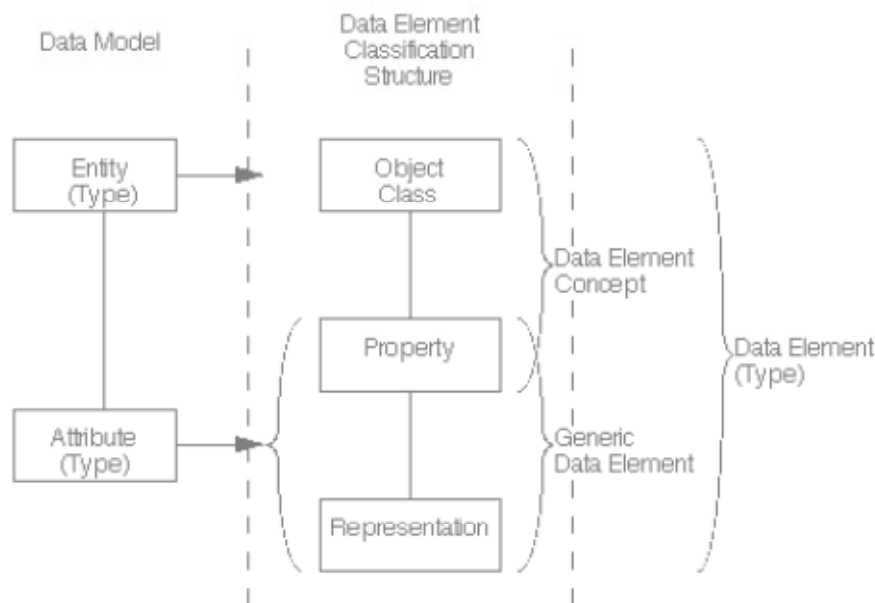 Data Model
Data Element
Classification
Structure
Entity
(Type)
Object
Class
Data Element
Concept
Property
Data Element
(Type)
Attribute
(Type)
Generic
Data Element
Representation